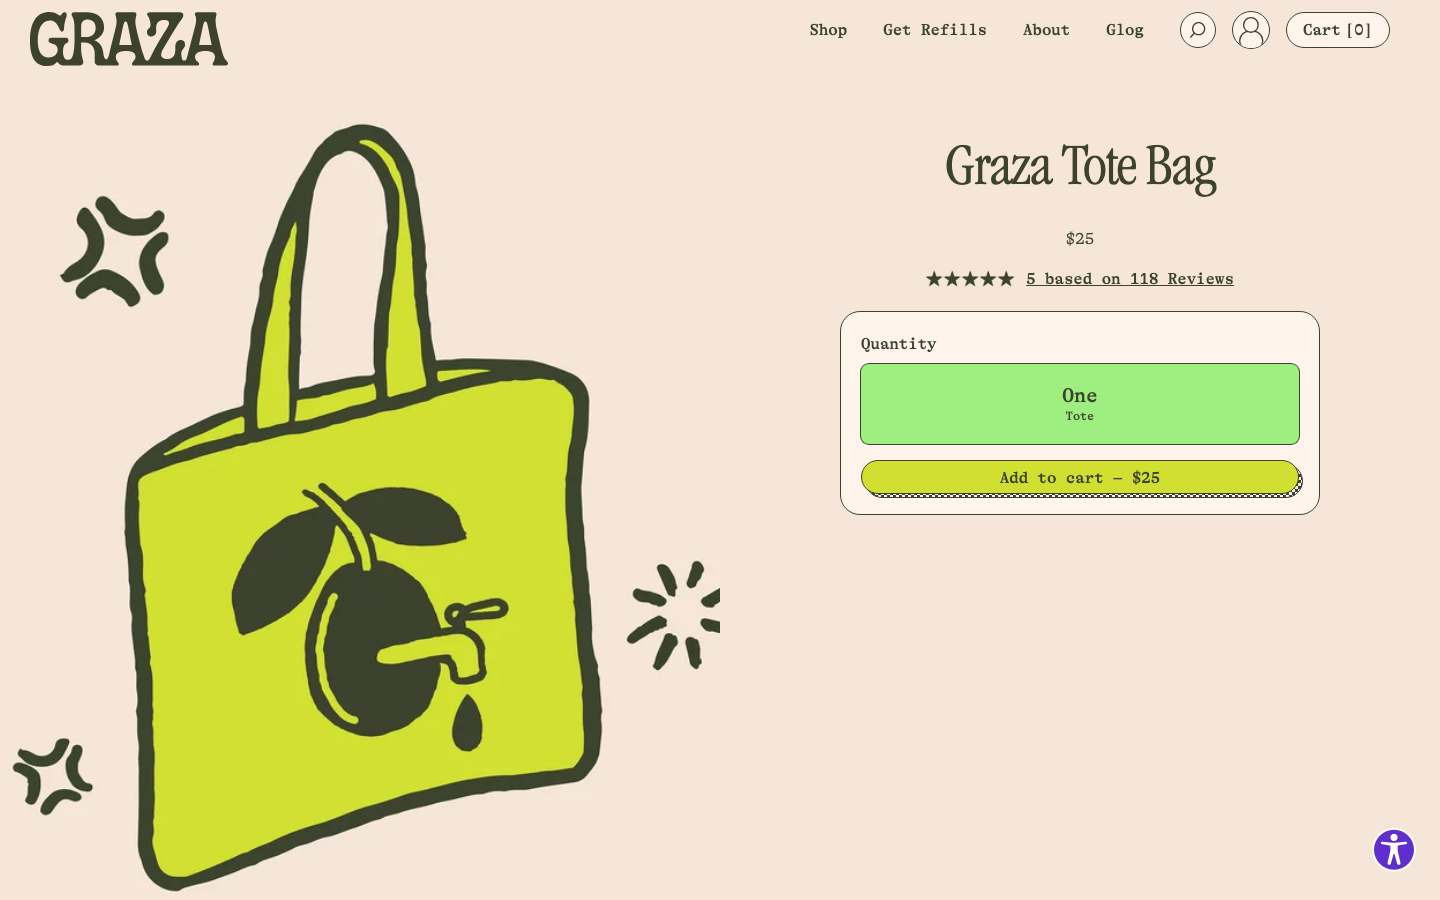 GRAZA
Shop
Get Refills
About
Glog
Cart [0]
Graza Tote Bag
$25
★★★★★ 5 based on 118 Reviews
Quantity
One
Tote
Add to cart — $25